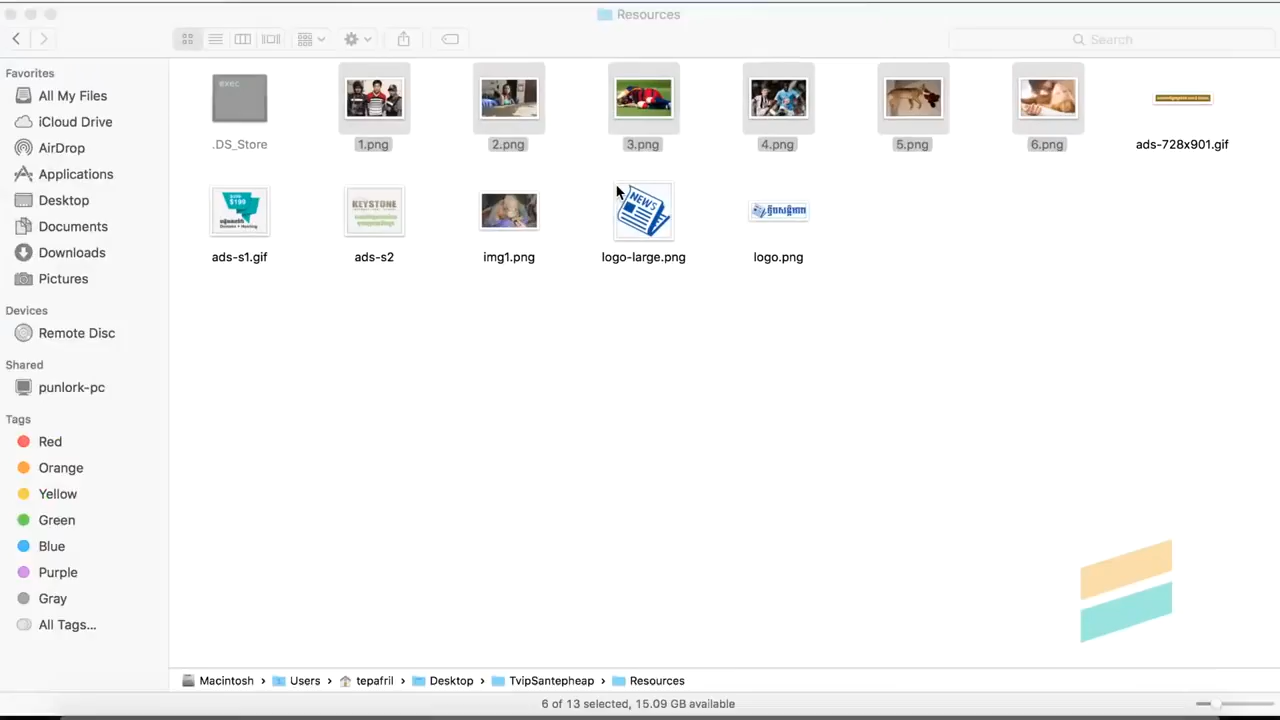 Resources
Search
Favorites
All My Files
iCloud Drive
AirDrop
Applications
Desktop
Documents
Downloads
Pictures
Devices
Remote Disc
Shared
punlork-pc
Tags
Red
Orange
Yellow
Green
Blue
Purple
Gray
All Tags...
exec
.DS_Store
1.png
2.png
3.png
4.png
5.png
6.png
ads-728x901.gif
$199
KEYSTONE
NEWS
ads-s1.gif
ads-s2
img1.png
logo-large.png
logo.png
Macintosh › Users › tepafril › Desktop › TvipSantepheap › Resources
6 of 13 selected, 15.09 GB available